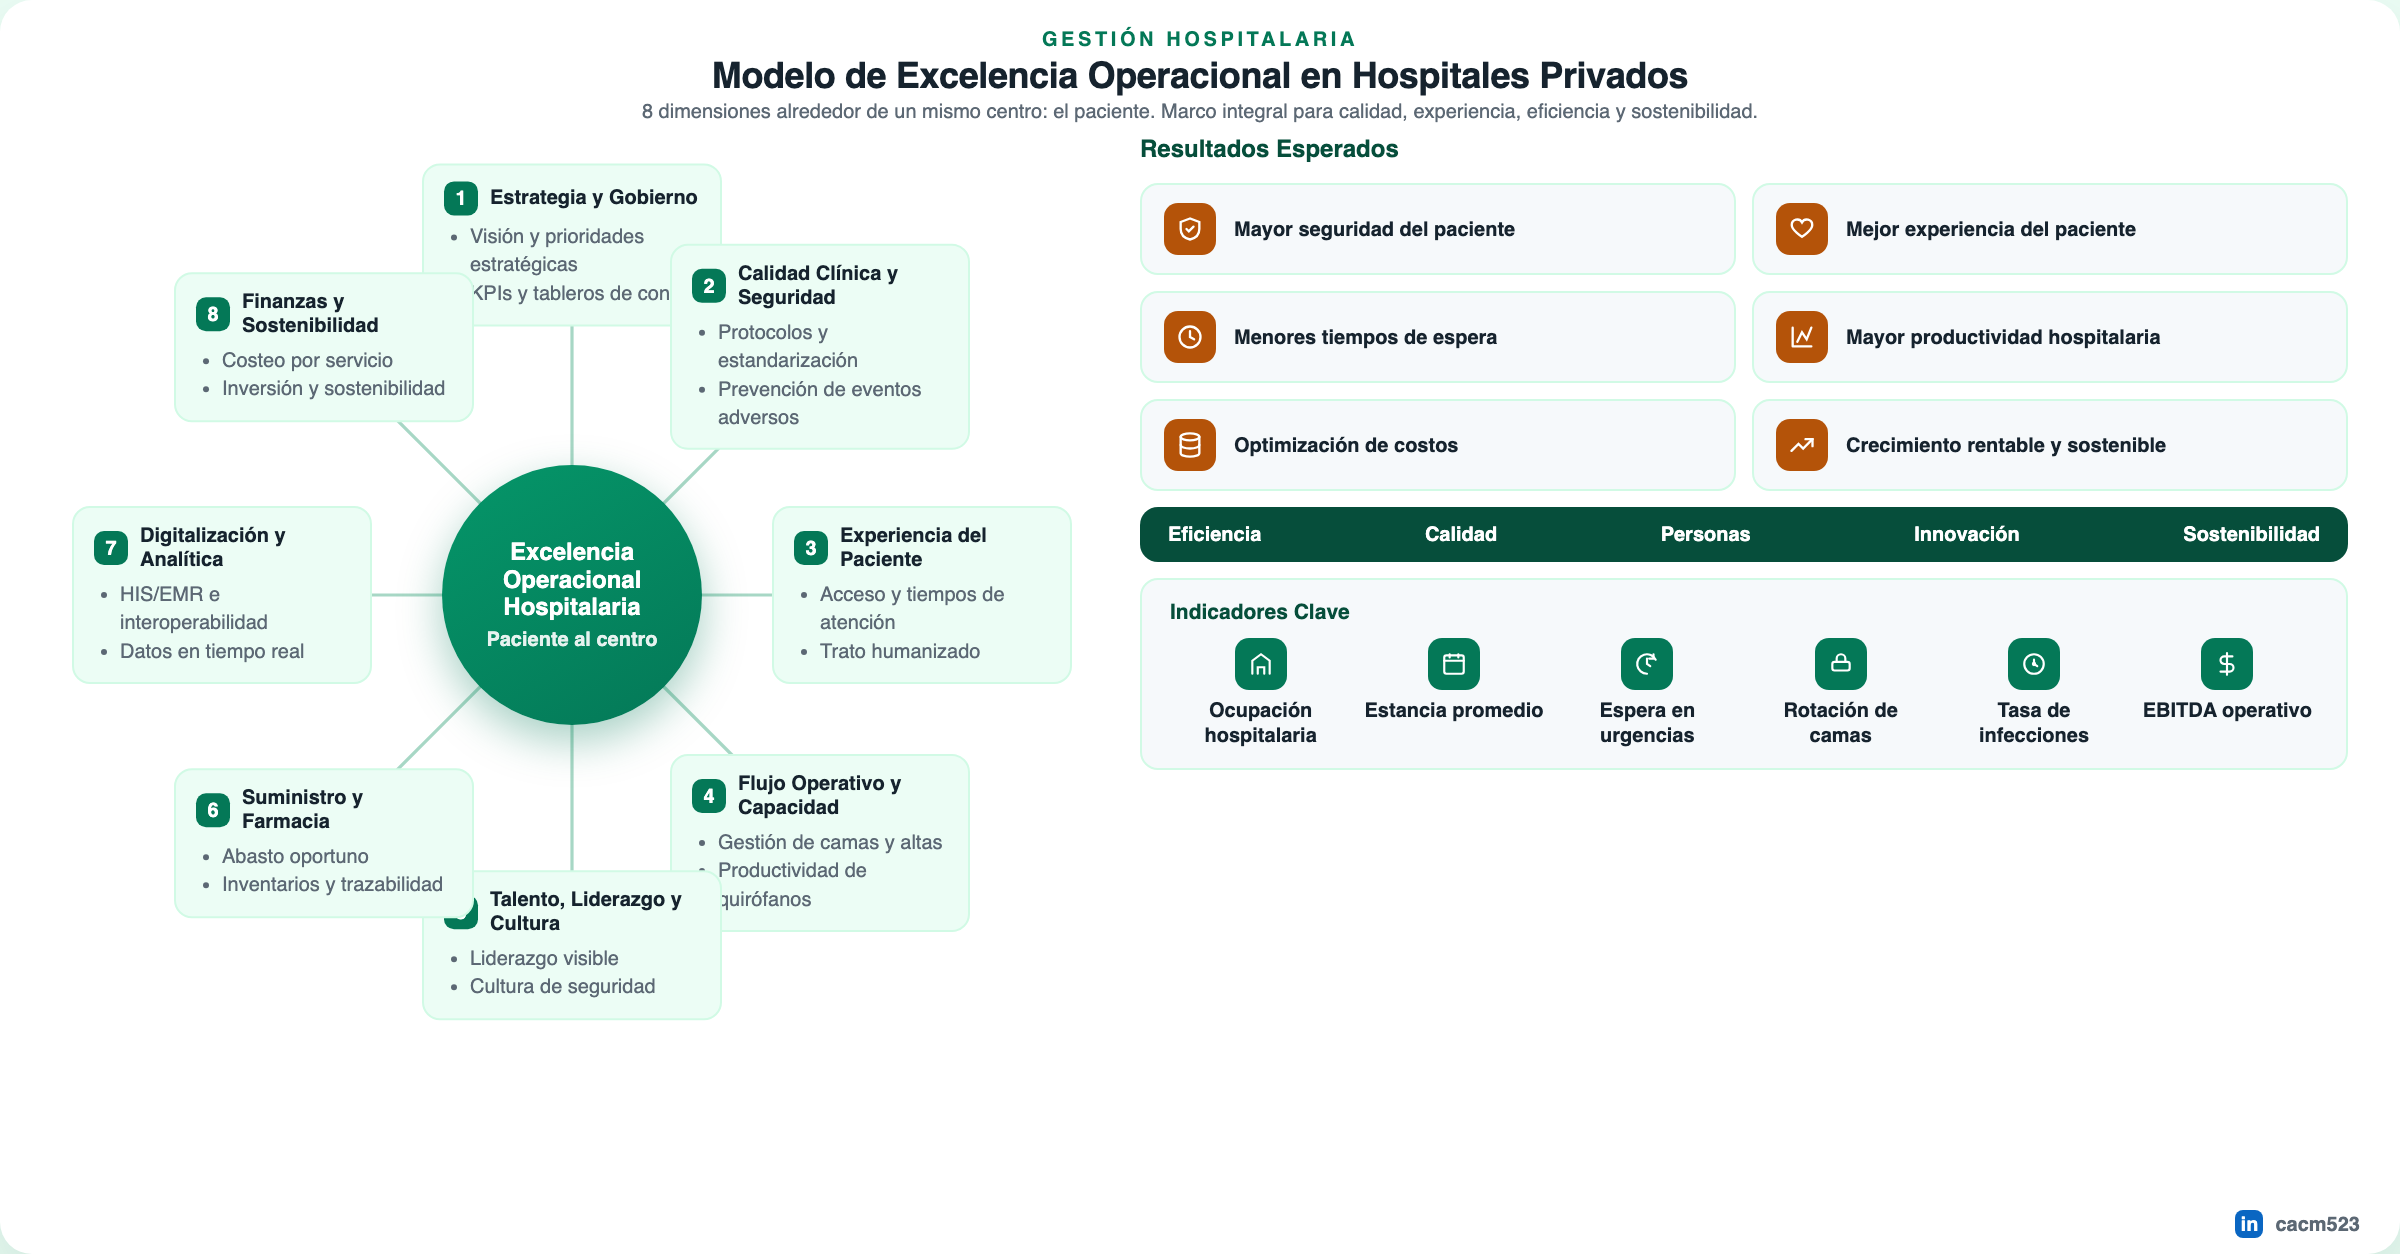 GESTIÓN HOSPITALARIA
Modelo de Excelencia Operacional en Hospitales Privados
8 dimensiones alrededor de un mismo centro: el paciente. Marco integral para calidad, experiencia, eficiencia y sostenibilidad.
1 Estrategia y Gobierno
• Visión y prioridades
estratégicas
KPIs y tableros de
2 Calidad Clínica y
Seguridad
• Protocolos y
estandarización
• Prevención de eventos
adversos
3 Experiencia del
Paciente
• Acceso y tiempos de
atención
• Trato humanizado
4 Flujo Operativo y
Capacidad
• Gestión de camas y altas
• Productividad de
quirófanos
Talento, Liderazgo y
Cultura
• Liderazgo visible
• Cultura de seguridad
6 Suministro y
Farmacia
• Abasto oportuno
• Inventarios y trazabilidad
7 Digitalización y
Analítica
• HIS/EMR e
interoperabilidad
• Datos en tiempo real
8 Finanzas y
Sostenibilidad
• Costeo por servicio
• Inversión y sostenibilidad
Excelencia
Operacional
Hospitalaria
Paciente al centro
Resultados Esperados
Mayor seguridad del paciente
Mejor experiencia del paciente
Menores tiempos de espera
Mayor productividad hospitalaria
Optimización de costos
Crecimiento rentable y sostenible
Eficiencia Calidad Personas Innovación Sostenibilidad
Indicadores Clave
Ocupación
hospitalaria
Estancia promedio
Espera en
urgencias
Rotación de
camas
Tasa de
infecciones
EBITDA operativo
in cacm523